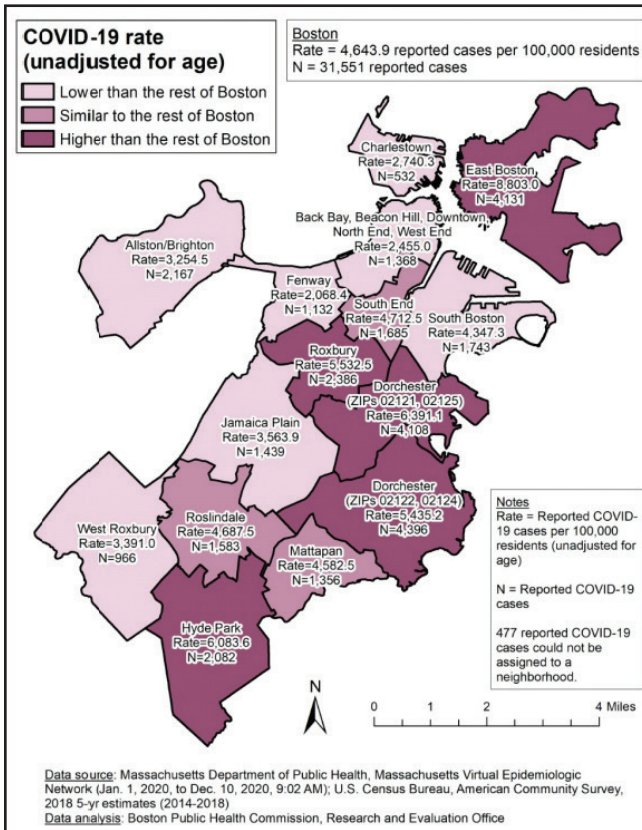 COVID-19 rate
(unadjusted for age)
Lower than the rest of Boston
Similar to the rest of Boston
Higher than the rest of Boston
Boston
Rate = 4,643.9 reported cases per 100,000 residents
N = 31,551 reported cases
Charlestown
Rate=2,740.3
N=532
East Boston
Rate=8,803.0
N=4,131
Back Bay, Beacon Hill, Downtown,
North End, West End
Rate=2,455.0
N=1,368
Allston/Brighton
Rate=3,254.5
N=2,167
Fenway
Rate=2,068.4
N=1,132
South End
Rate=4,712.5
N=1,685
South Boston
Rate=4,347.3
N=1,743
Roxbury
Rate=5,532.5
N=2,386
Dorchester
(ZIPs 02121, 02125)
Rate=6,391.1
N=4,108
Jamaica Plain
Rate=3,563.9
N=1,439
Dorchester
(ZIPs 02122, 02124)
Rate=5,435.2
N=4,396
West Roxbury
Rate=3,391.0
N=966
Roslindale
Rate=4,687.5
N=1,583
Mattapan
Rate=4,582.5
N=1,356
Hyde Park
Rate=6,083.6
N=2,082
Notes
Rate = Reported COVID-
19 cases per 100,000
residents (unadjusted for
age)
N = Reported COVID-19
cases
477 reported COVID-19
cases could not be
assigned to a
neighborhood.
N
0 1 2 4 Miles
Data source: Massachusetts Department of Public Health, Massachusetts Virtual Epidemiologic
Network (Jan. 1, 2020, to Dec. 10, 2020, 9:02 AM); U.S. Census Bureau, American Community Survey,
2018 5-yr estimates (2014-2018)
Data analysis: Boston Public Health Commission, Research and Evaluation Office